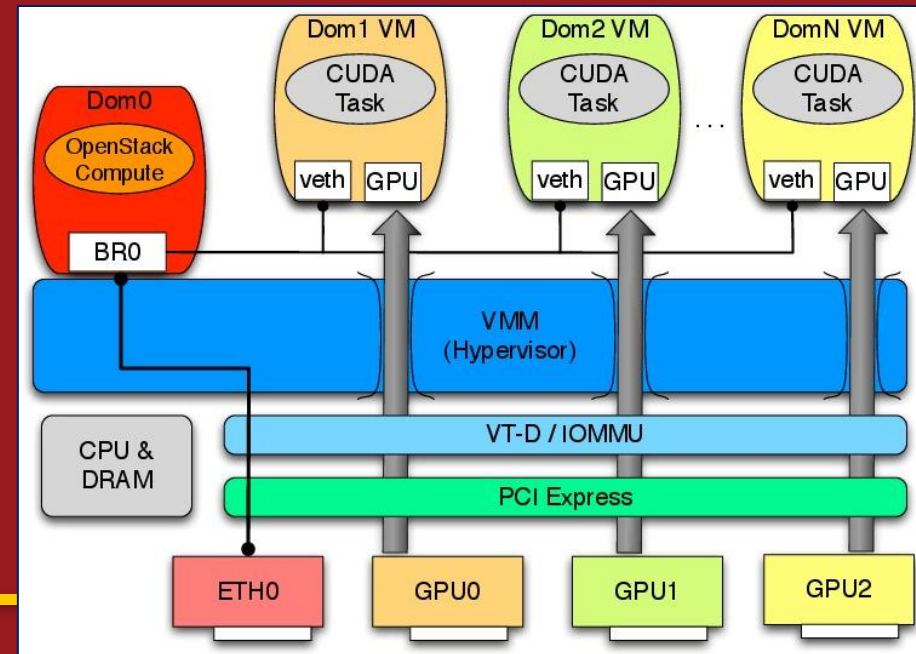 Dom1 VM
CUDA
Task
veth
GPU
Dom2 VM
CUDA
Task
veth
GPU
. . .
DomN VM
CUDA
Task
veth
GPU
Dom0
OpenStack
Compute
BR0
VMM
(Hypervisor)
CPU &
DRAM
VT-D / IOMMU
PCI Express
ETH0
GPU0
GPU1
GPU2